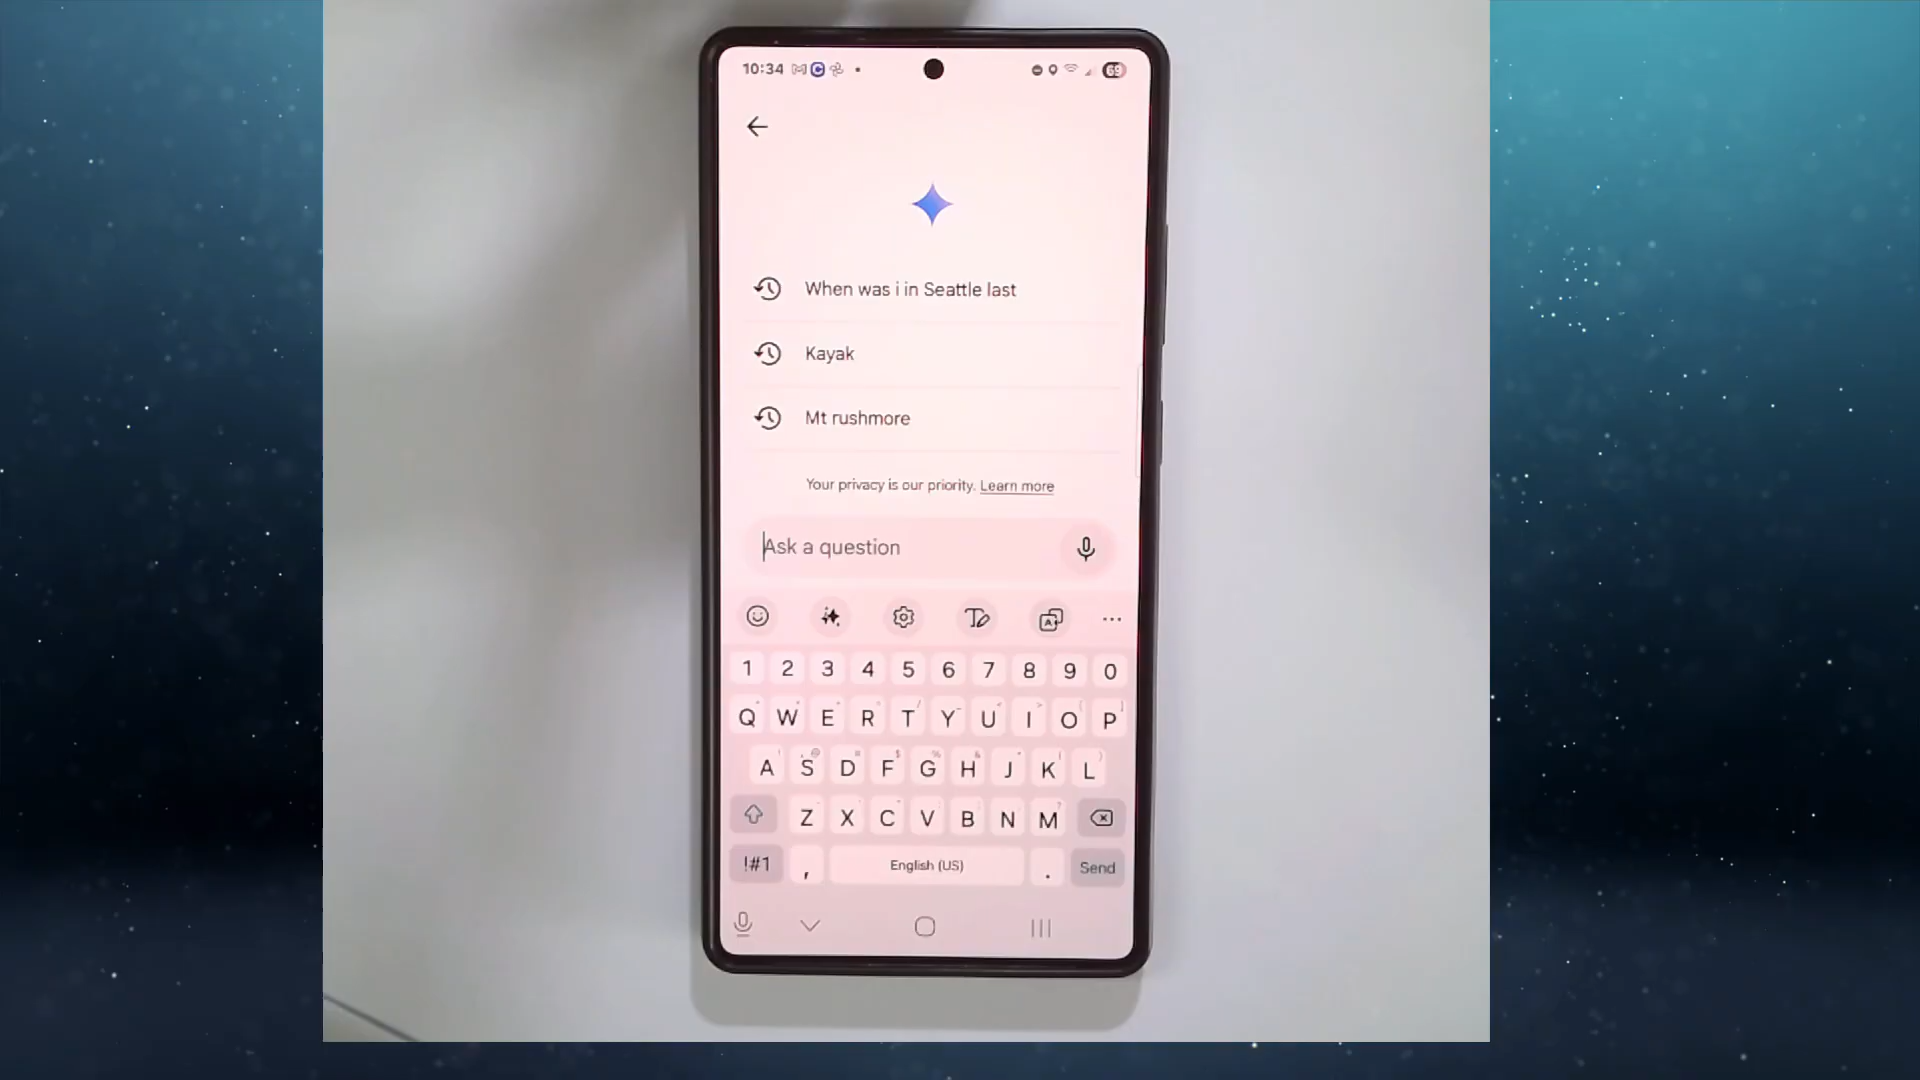 10:34
69
When was i in Seattle last
Kayak
Mt rushmore
Your privacy is our priority. Learn more
Ask a question
1 2 3 4 5 6 7 8 9 0
Q W E R T Y U I O P
A S D F G H J K L
Z X C V B N M
!#1 , English (US) . Send